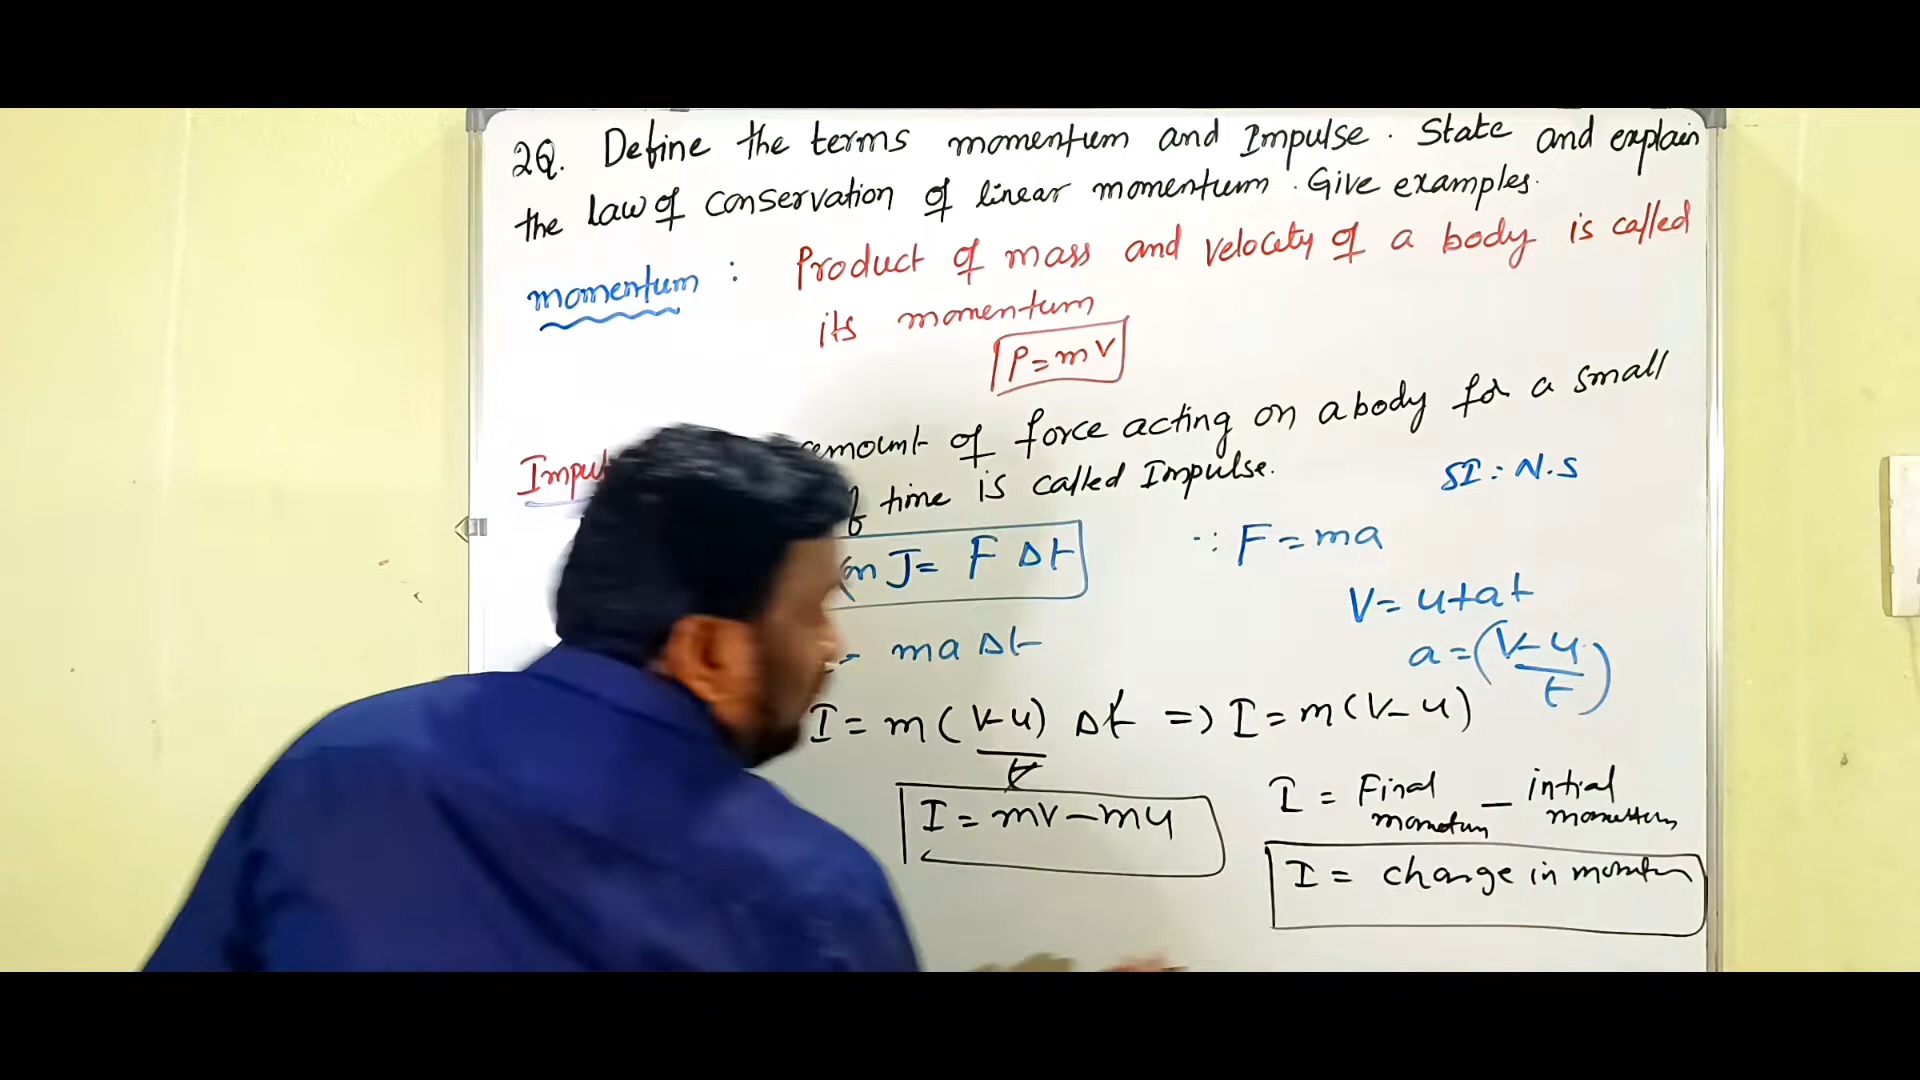 2Q. Define the terms momentum and Impulse. State and explain
the law of conservation of linear momentum. Give examples.
momentum : Product of mass and velocity of a body is called
its momentum
P=mV
amount of force acting on a body for a small
time is called Impulse.
SI: N.S
J= F Δt
∵ F=ma
V=u+at
ma Δt
a=(V-u/t)
I=m(V-u)/t Δt => I=m(V-u)
I=mV-mu
I = Final momentum - initial momentum
I = change in momentum